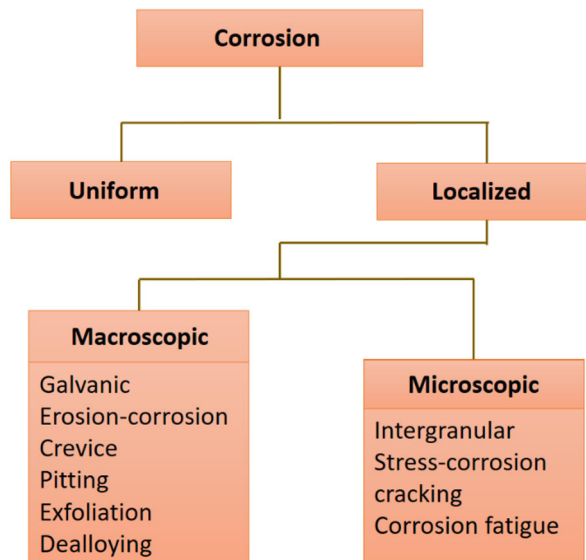 Corrosion
Uniform
Localized
Macroscopic
Galvanic
Erosion-corrosion
Crevice
Pitting
Exfoliation
Dealloying
Microscopic
Intergranular
Stress-corrosion
cracking
Corrosion fatigue